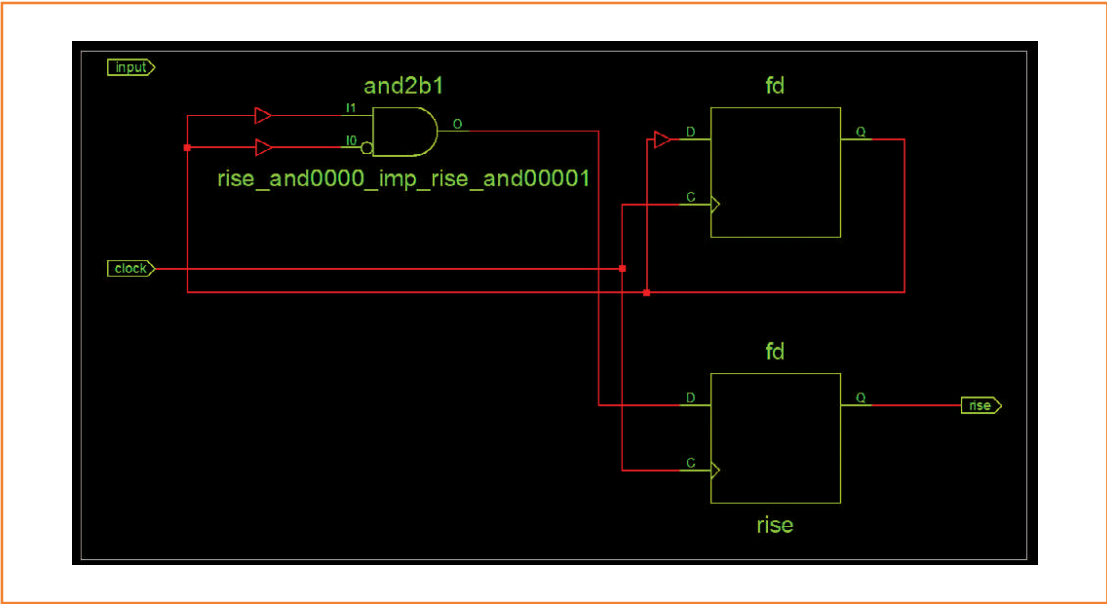 input
and2b1
fd
I1
I0
O
D
Q
rise_and0000_imp_rise_and00001
C
clock
fd
D
Q
rise
C
rise